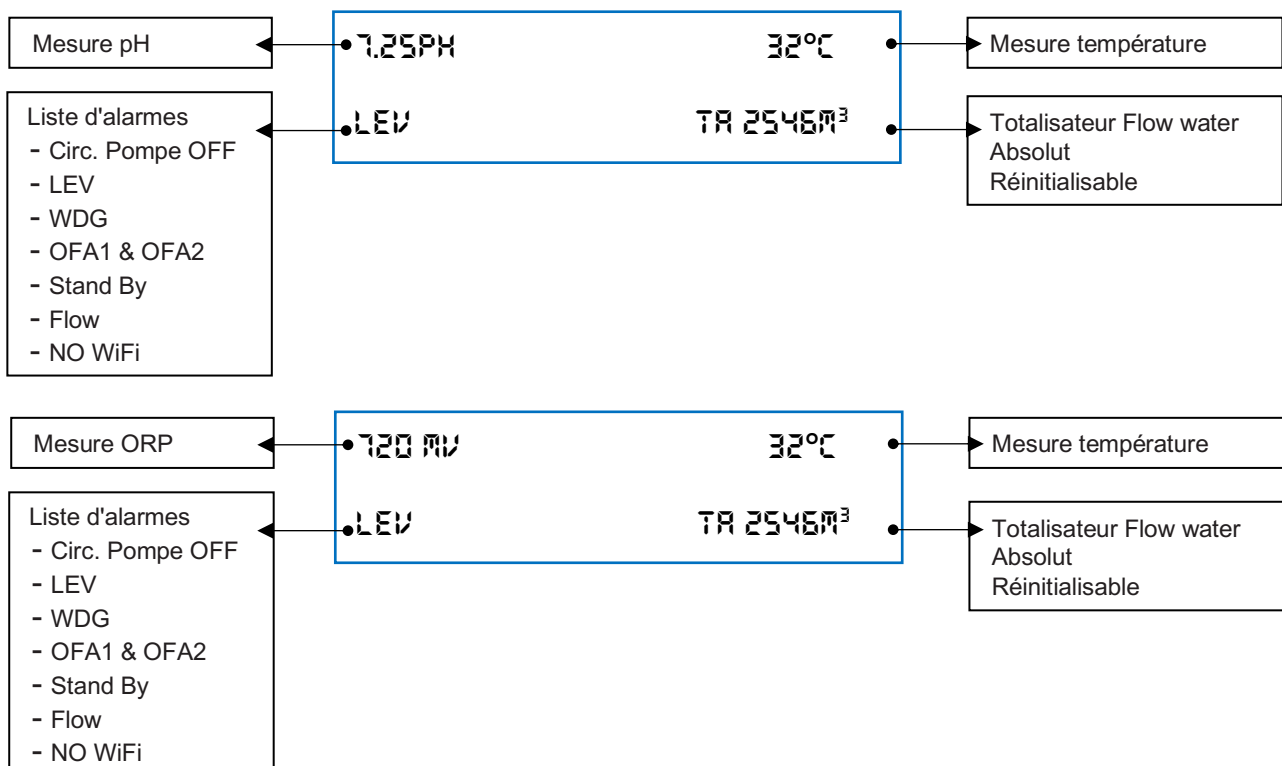 Mesure pH
7.25PH
32°C
Mesure température
Liste d'alarmes
- Circ. Pompe OFF
- LEV
- WDG
- OFA1 & OFA2
- Stand By
- Flow
- NO WiFi
LEV
TA 2546M³
Totalisateur Flow water
Absolut
Réinitialisable
Mesure ORP
720 MV
32°C
Mesure température
Liste d'alarmes
- Circ. Pompe OFF
- LEV
- WDG
- OFA1 & OFA2
- Stand By
- Flow
- NO WiFi
LEV
TA 2546M³
Totalisateur Flow water
Absolut
Réinitialisable